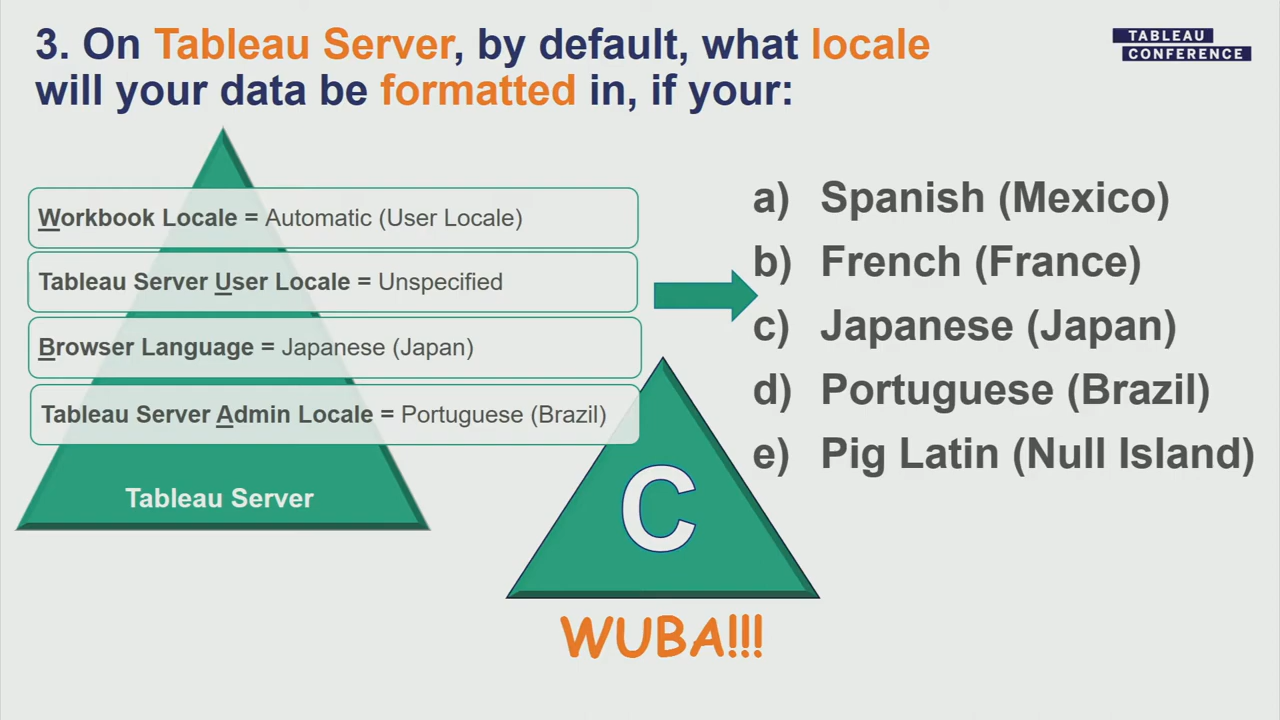 3. On Tableau Server, by default, what locale
will your data be formatted in, if your:
TABLEAU
CONFERENCE
Workbook Locale = Automatic (User Locale)
Tableau Server User Locale = Unspecified
Browser Language = Japanese (Japan)
Tableau Server Admin Locale = Portuguese (Brazil)
Tableau Server
a) Spanish (Mexico)
b) French (France)
c) Japanese (Japan)
d) Portuguese (Brazil)
e) Pig Latin (Null Island)
C
WUBA!!!